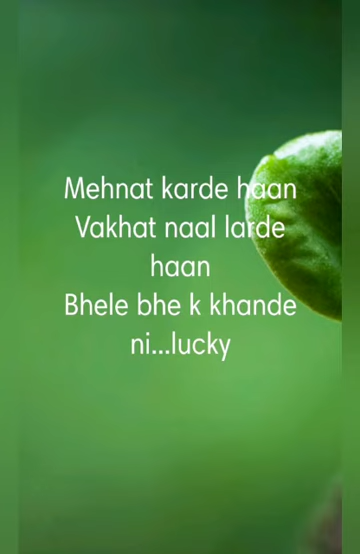 Mehnat karde haan
Vakhat naal larde
haan
Bhele bhe k khande
ni...lucky